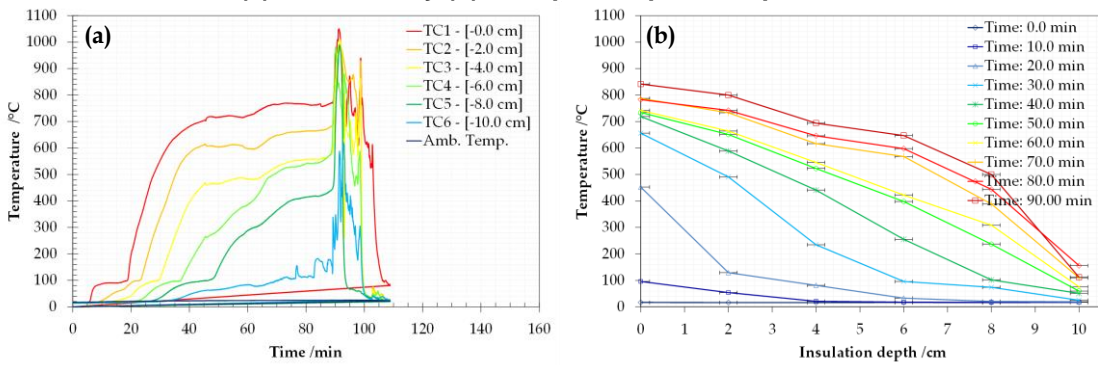 (a)
1100
1000
900
800
700
600
500
400
300
200
100
0
Temperature /°C
0 20 40 60 80 100 120 140 160
Time /min
TC1 - [-0.0 cm]
TC2 - [-2.0 cm]
TC3 - [-4.0 cm]
TC4 - [-6.0 cm]
TC5 - [-8.0 cm]
TC6 - [-10.0 cm]
Amb. Temp.
(b)
1100
1000
900
800
700
600
500
400
300
200
100
0
Temperature /°C
0 1 2 3 4 5 6 7 8 9 10
Insulation depth /cm
Time: 0.0 min
Time: 10.0 min
Time: 20.0 min
Time: 30.0 min
Time: 40.0 min
Time: 50.0 min
Time: 60.0 min
Time: 70.0 min
Time: 80.0 min
Time: 90.00 min